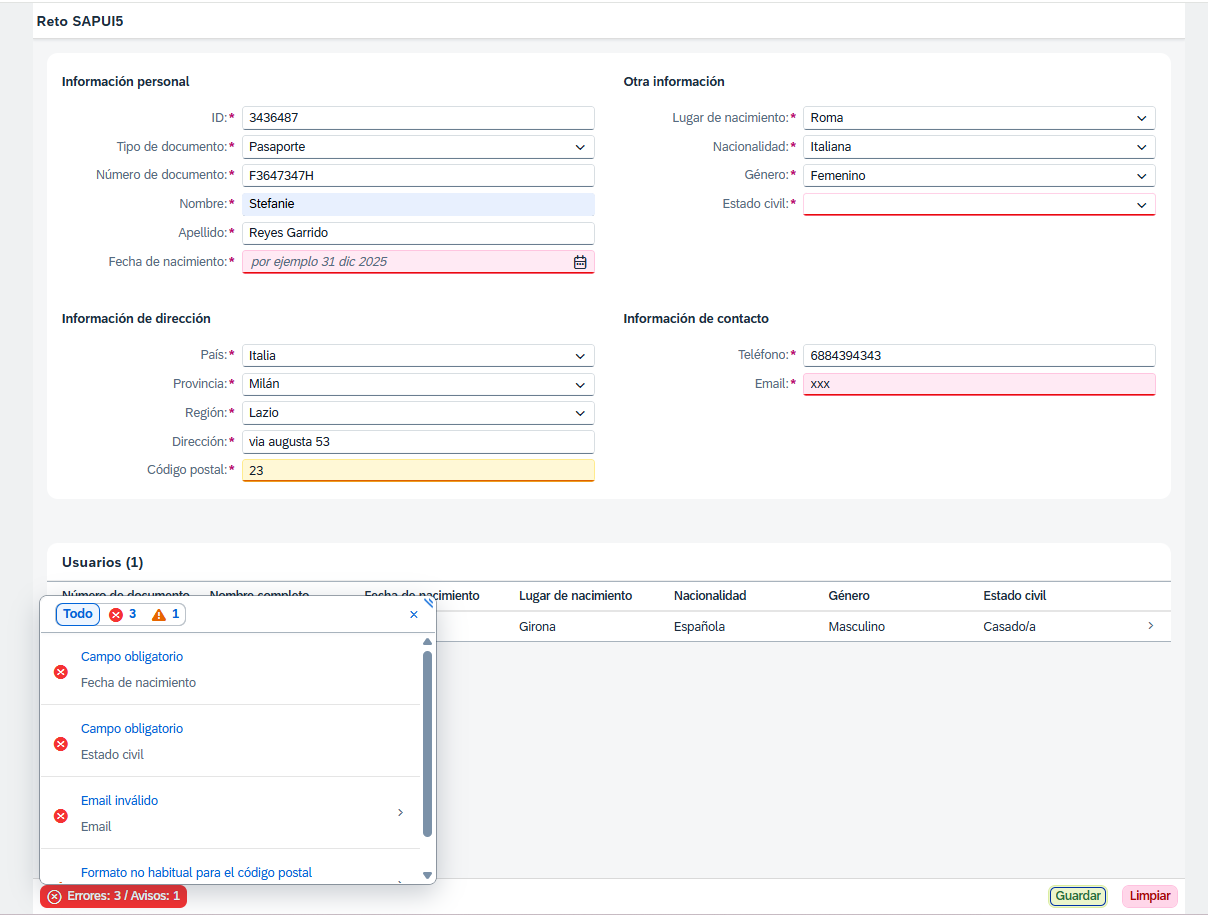 Reto SAPUI5
Información personal
ID:* 3436487
Tipo de documento:* Pasaporte
Número de documento:* F3647347H
Nombre:* Stefanie
Apellido:* Reyes Garrido
Fecha de nacimiento:* por ejemplo 31 dic 2025
Otra información
Lugar de nacimiento:* Roma
Nacionalidad:* Italiana
Género:* Femenino
Estado civil:*
Información de dirección
País:* Italia
Provincia:* Milán
Región:* Lazio
Dirección:* via augusta 53
Código postal:* 23
Información de contacto
Teléfono:* 6884394343
Email:* xxx
Usuarios (1)
Número de documento Nombre completo Fecha de nacimiento Lugar de nacimiento Nacionalidad Género Estado civil
Girona Española Masculino Casado/a
Todo 3 1
Campo obligatorio
Fecha de nacimiento
Campo obligatorio
Estado civil
Email inválido
Email
Formato no habitual para el código postal
Errores: 3 / Avisos: 1
Guardar Limpiar